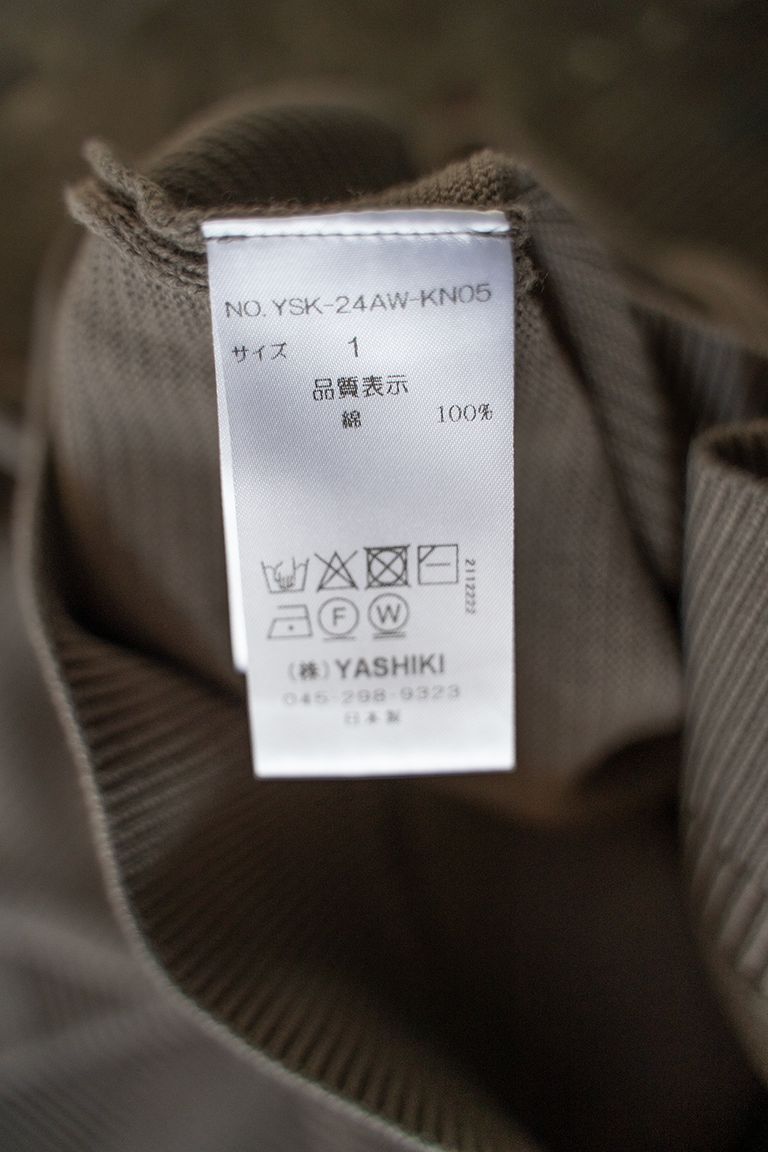 NO. YSK-24AW-KN05
サイズ 1
品質表示
綿 100%
2112222
F W
(株) YASHIKI
045-298-9323
日本製